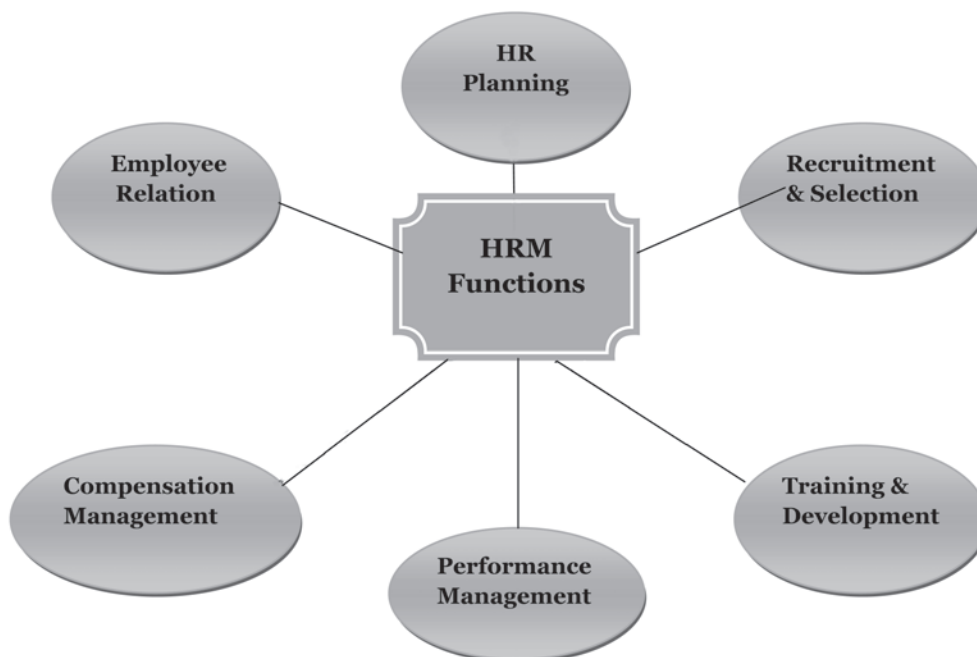 HR
Planning
Employee
Relation
Recruitment
& Selection
HRM
Functions
Compensation
Management
Training &
Development
Performance
Management